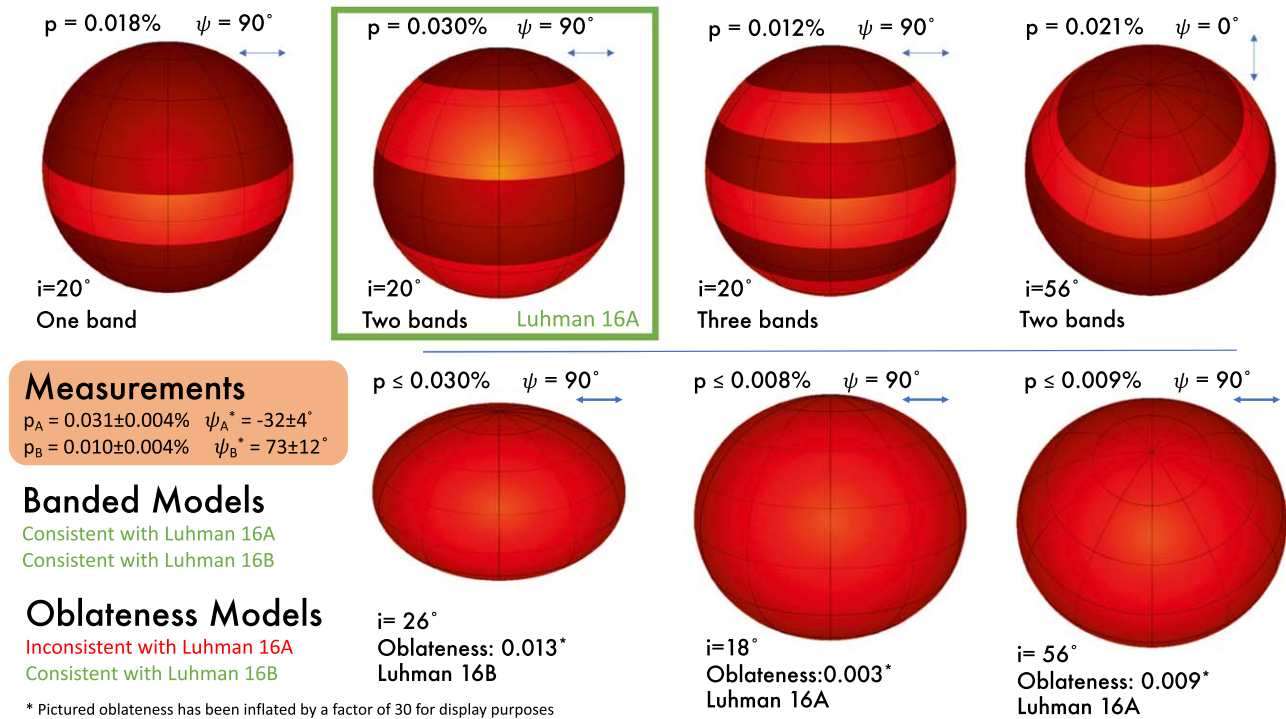 p = 0.018% ψ = 90°
i=20°
One band
p = 0.030% ψ = 90°
i=20°
Two bands Luhman 16A
p = 0.012% ψ = 90°
i=20°
Three bands
p = 0.021% ψ = 0°
i=56°
Two bands
Measurements
p_A = 0.031±0.004% ψ_A* = -32±4°
p_B = 0.010±0.004% ψ_B* = 73±12°
Banded Models
Consistent with Luhman 16A
Consistent with Luhman 16B
Oblateness Models
Inconsistent with Luhman 16A
Consistent with Luhman 16B
p ≤ 0.030% ψ = 90°
i= 26°
Oblateness: 0.013*
Luhman 16B
p ≤ 0.008% ψ = 90°
i=18°
Oblateness:0.003*
Luhman 16A
p ≤ 0.009% ψ = 90°
i= 56°
Oblateness: 0.009*
Luhman 16A
* Pictured oblateness has been inflated by a factor of 30 for display purposes